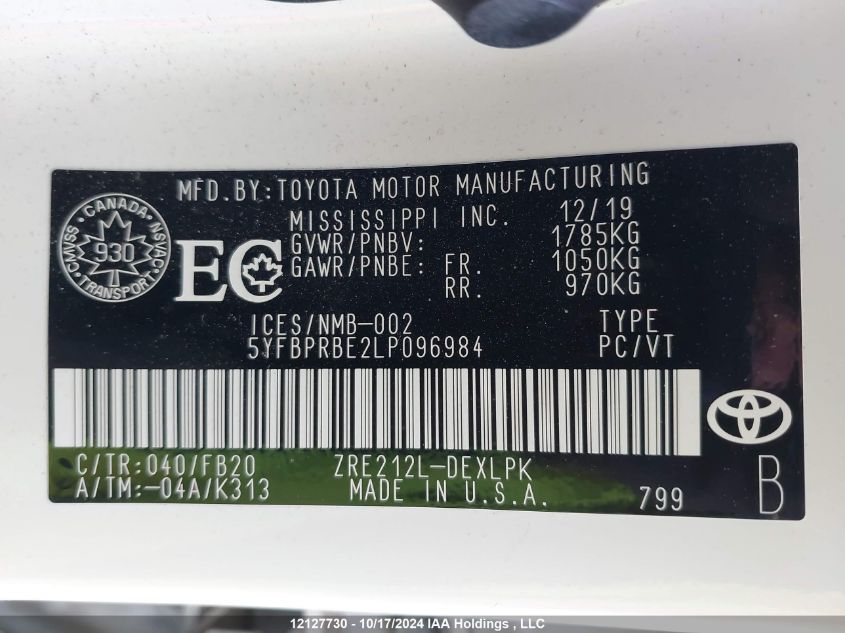 MFD.BY:TOYOTA MOTOR MANUFACTURING
MISSISSIPPI INC. 12/19
GVWR/PNBV: 1785KG
GAWR/PNBE: FR. 1050KG
RR. 970KG
CANADA
CMVSS
930
NSVAC
TRANSPORT
EC
ICES/NMB-002 TYPE
5YFBPRBE2LP096984 PC/VT
C/TR:040/FB20 ZRE212L-DEXLPK
A/TM:-04A/K313 MADE IN U.S.A. 799 B
12127730 - 10/17/2024 IAA Holdings , LLC